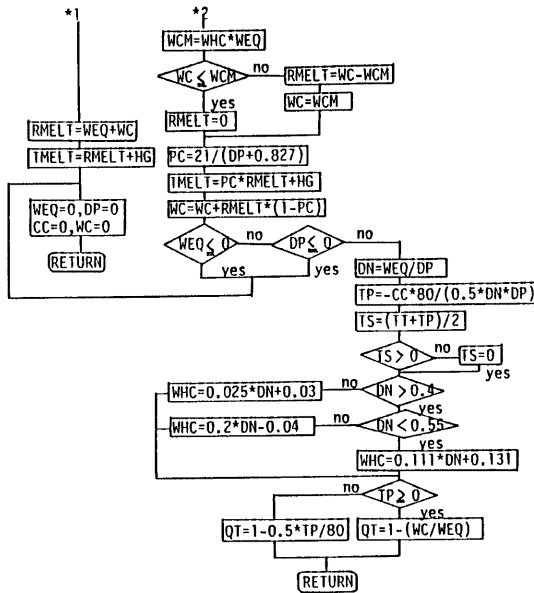 *1
*2
WCM=WHC*WEQ
WC ≤ WCM
no
RMELT=WC-WCM
yes
WC=WCM
RMELT=0
RMELT=WEQ+WC
TMELT=RMELT+HG
PC=21/(DP+0.827)
TMELT=PC*RMELT+HG
WC=WC+RMELT*(1-PC)
WEQ=0,DP=0
CC=0,WC=0
RETURN
WEQ ≤ 0
no
DP ≤ 0
no
yes
yes
DN=WEQ/DP
TP=-CC*80/(0.5*DN*DP)
TS=(TT+TP)/2
TS > 0
no
TS=0
yes
WHC=0.025*DN+0.03
no
DN > 0.4
yes
WHC=0.2*DN-0.04
no
DN < 0.55
yes
WHC=0.111*DN+0.131
no
TP ≥ 0
yes
QT=1-0.5*TP/80
QT=1-(WC/WEQ)
RETURN